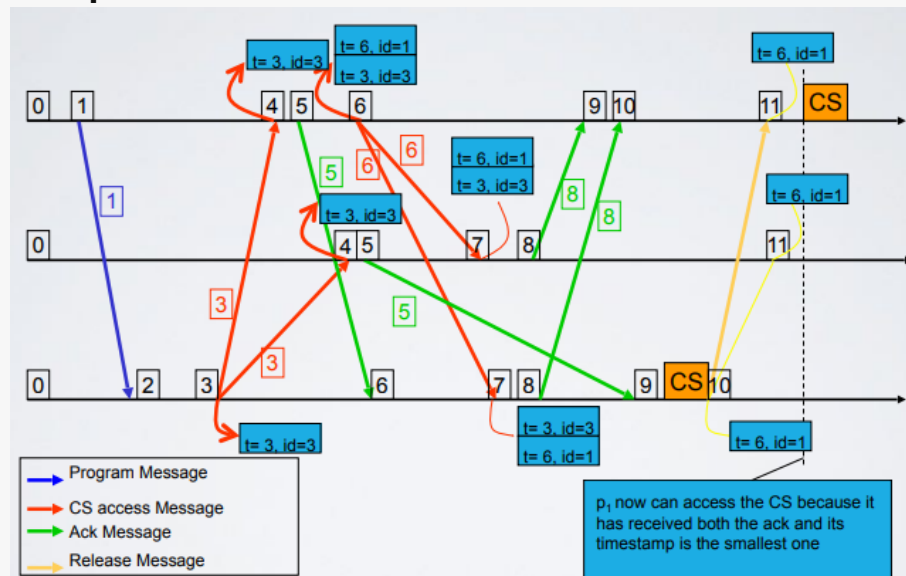 t= 3, id=3
t= 6, id=1
t= 3, id=3
t= 6, id=1
0 1 4 5 6 9 10 11 CS
1 5 6 6 8 8
t= 6, id=1
t= 3, id=3
t= 3, id=3
t= 6, id=1
0 4 5 7 8 11
3 3 5
0 2 3 6 7 8 9 CS 10
t= 3, id=3
t= 3, id=3
t= 6, id=1
t= 6, id=1
Program Message
CS access Message
Ack Message
Release Message
p1 now can access the CS because it
has received both the ack and its
timestamp is the smallest one